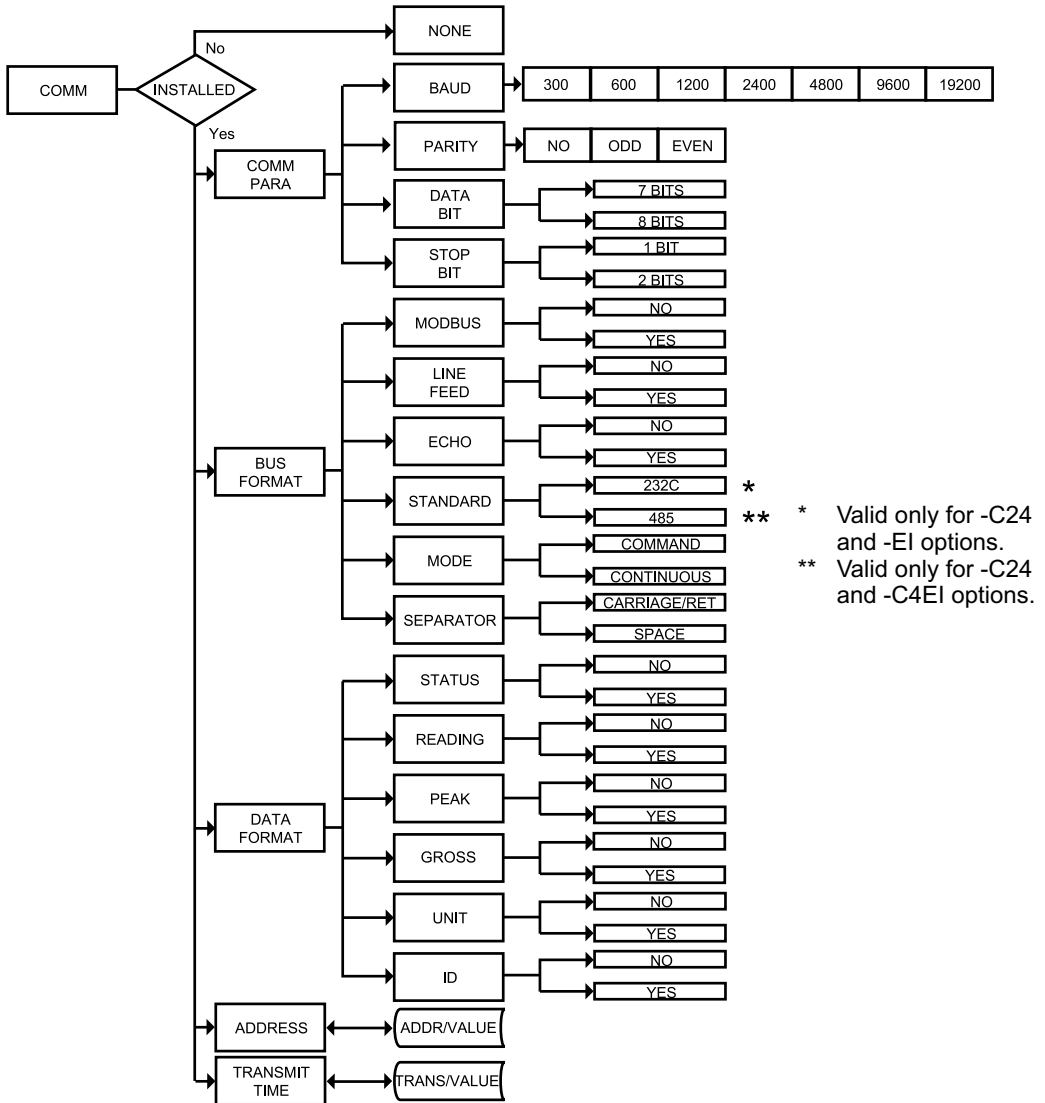 NONE
No
COMM
INSTALLED
BAUD
300 600 1200 2400 4800 9600 19200
Yes
COMM
PARA
PARITY
NO ODD EVEN
DATA
BIT
7 BITS
8 BITS
STOP
BIT
1 BIT
2 BITS
MODBUS
NO
YES
LINE
FEED
NO
YES
BUS
FORMAT
ECHO
NO
YES
STANDARD
232C *
485 **
* Valid only for -C24
and -EI options.
** Valid only for -C24
and -C4EI options.
MODE
COMMAND
CONTINUOUS
SEPARATOR
CARRIAGE/RET
SPACE
STATUS
NO
YES
READING
NO
YES
DATA
FORMAT
PEAK
NO
YES
GROSS
NO
YES
UNIT
NO
YES
ID
NO
YES
ADDRESS
ADDR/VALUE
TRANSMIT
TIME
TRANS/VALUE